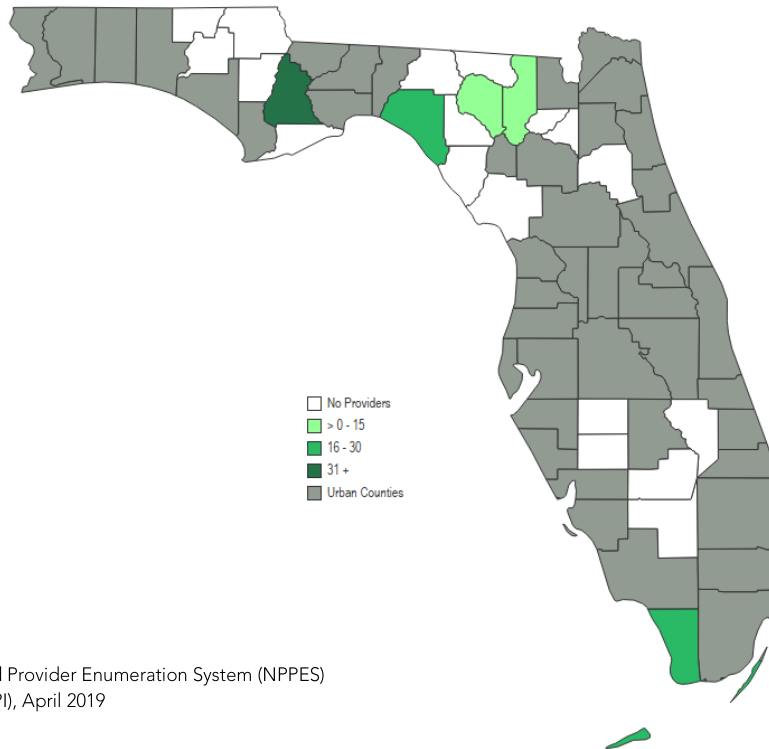 No Providers
> 0 - 15
16 - 30
31 +
Urban Counties
l Provider Enumeration System (NPPES)
PI), April 2019